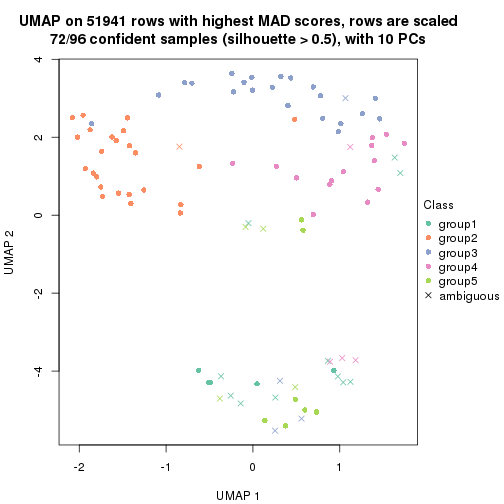 UMAP on 51941 rows with highest MAD scores, rows are scaled
72/96 confident samples (silhouette > 0.5), with 10 PCs
4
2
0
-2
-4
UMAP 2
-2
-1
0
1
UMAP 1
Class
group1
group2
group3
group4
group5
ambiguous